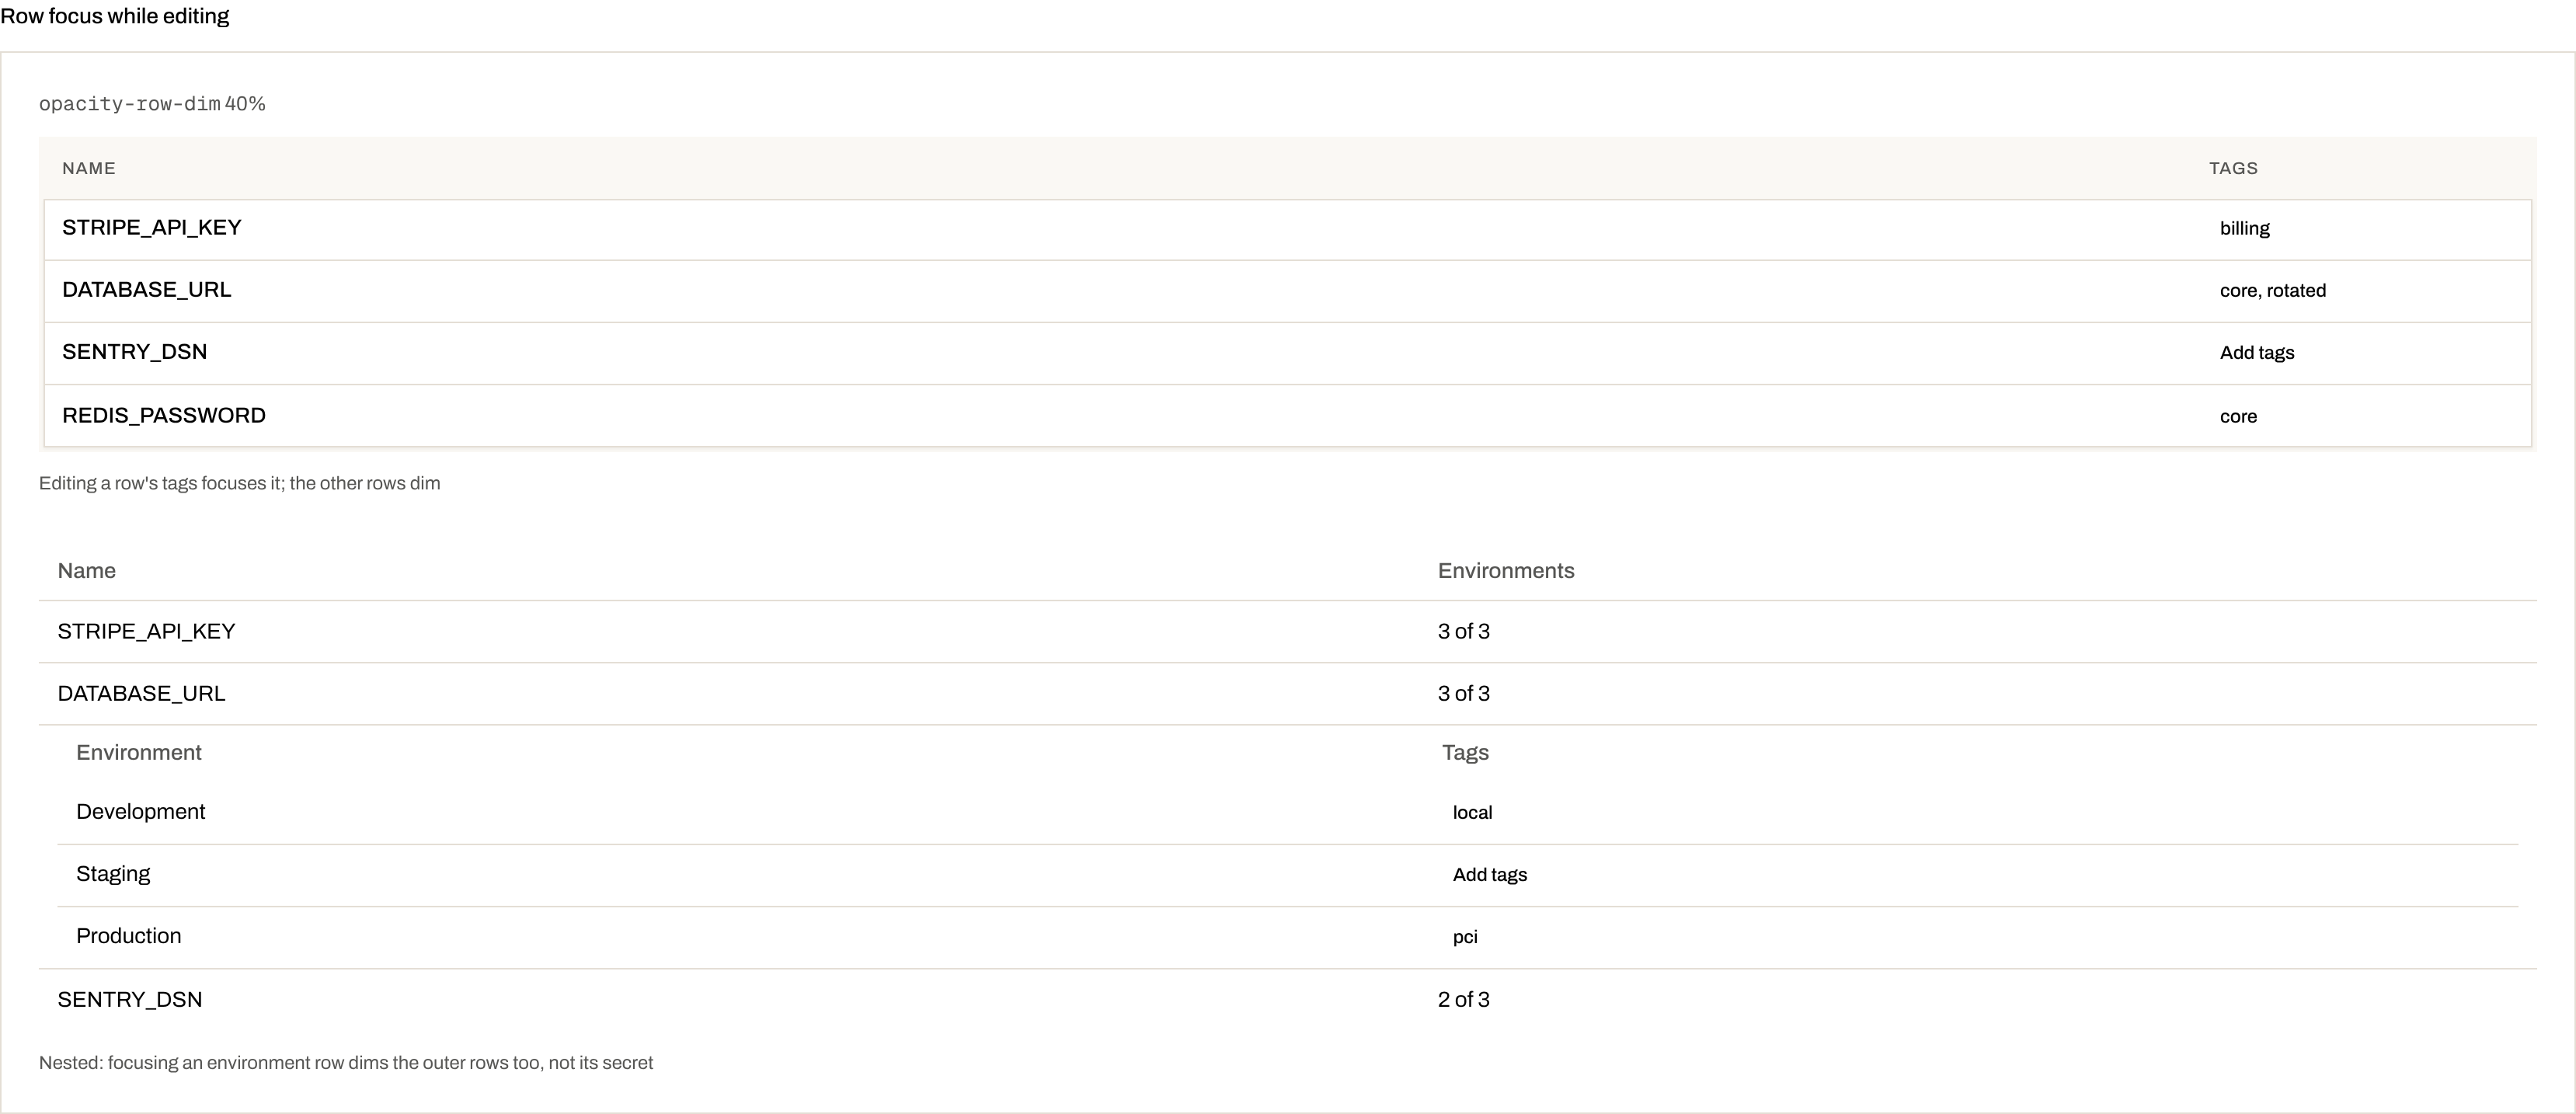 Row focus while editing
opacity-row-dim 40%
NAME TAGS
STRIPE_API_KEY billing
DATABASE_URL core, rotated
SENTRY_DSN Add tags
REDIS_PASSWORD core
Editing a row's tags focuses it; the other rows dim
Name Environments
STRIPE_API_KEY 3 of 3
DATABASE_URL 3 of 3
Environment Tags
Development local
Staging Add tags
Production pci
SENTRY_DSN 2 of 3
Nested: focusing an environment row dims the outer rows too, not its secret